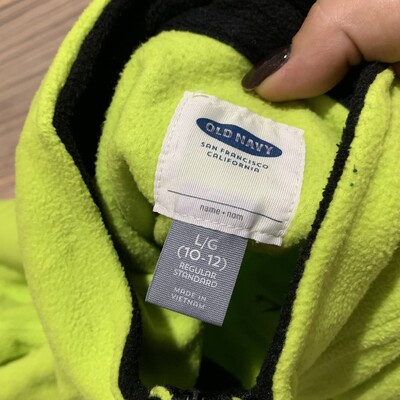 OLD NAVY
SAN FRANCISCO
CALIFORNIA
name • nom
L/G
(10-12)
REGULAR
STANDARD
MADE IN
VIETNAM